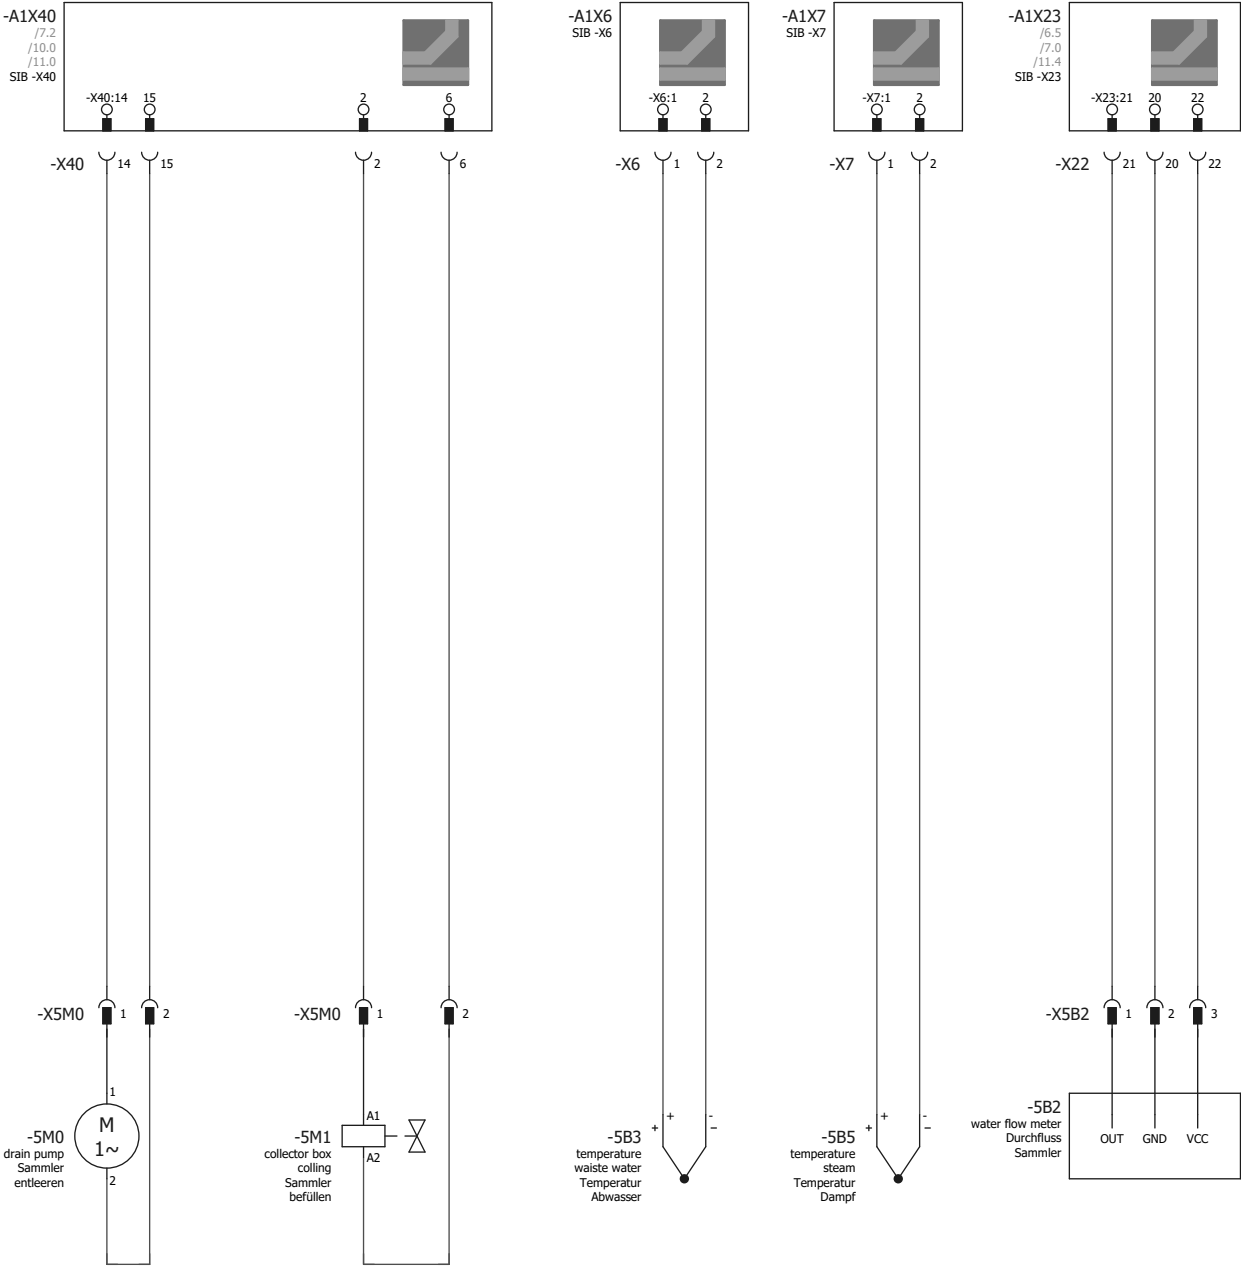 -A1X40
/7.2
/10.0
/11.0
SIB -X40
-X40:14 15 2 6
-A1X6
SIB -X6
-X6:1 2
-A1X7
SIB -X7
-X7:1 2
-A1X23
/6.5
/7.0
/11.4
SIB -X23
-X23:21 20 22
-X40 14 15 2 6
-X6 1 2
-X7 1 2
-X22 21 20 22
-X5M0 1 2
-X5M0 1 2
-X5B2 1 2 3
1
M
1~
2
-5M0
drain pump
Sammler
entleeren
A1
A2
-5M1
collector box
colling
Sammler
befüllen
+ -
+ −
-5B3
temperature
waiste water
Temperatur
Abwasser
+ -
+ −
-5B5
temperature
steam
Temperatur
Dampf
-5B2
water flow meter
Durchfluss
Sammler
OUT GND VCC